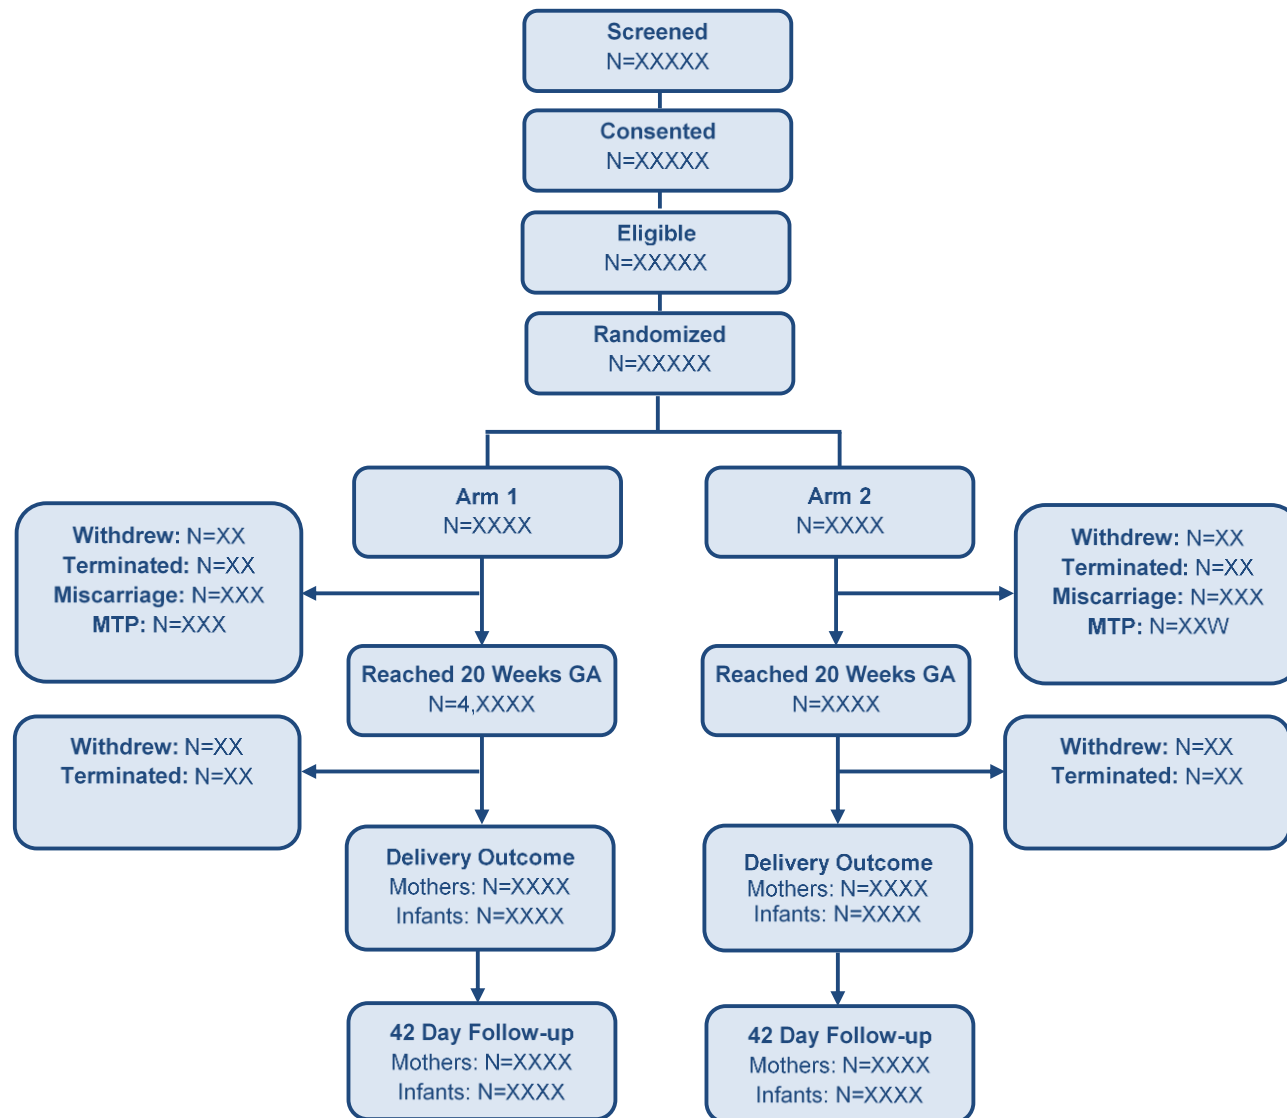 Screened
N=XXXXX
Consented
N=XXXXX
Eligible
N=XXXXX
Randomized
N=XXXXX
Arm 1
N=XXXX
Arm 2
N=XXXX
Withdrew: N=XX
Terminated: N=XX
Miscarriage: N=XXX
MTP: N=XXX
Withdrew: N=XX
Terminated: N=XX
Miscarriage: N=XXX
MTP: N=XXW
Reached 20 Weeks GA
N=4,XXXX
Reached 20 Weeks GA
N=XXXX
Withdrew: N=XX
Terminated: N=XX
Withdrew: N=XX
Terminated: N=XX
Delivery Outcome
Mothers: N=XXXX
Infants: N=XXXX
Delivery Outcome
Mothers: N=XXXX
Infants: N=XXXX
42 Day Follow-up
Mothers: N=XXXX
Infants: N=XXXX
42 Day Follow-up
Mothers: N=XXXX
Infants: N=XXXX